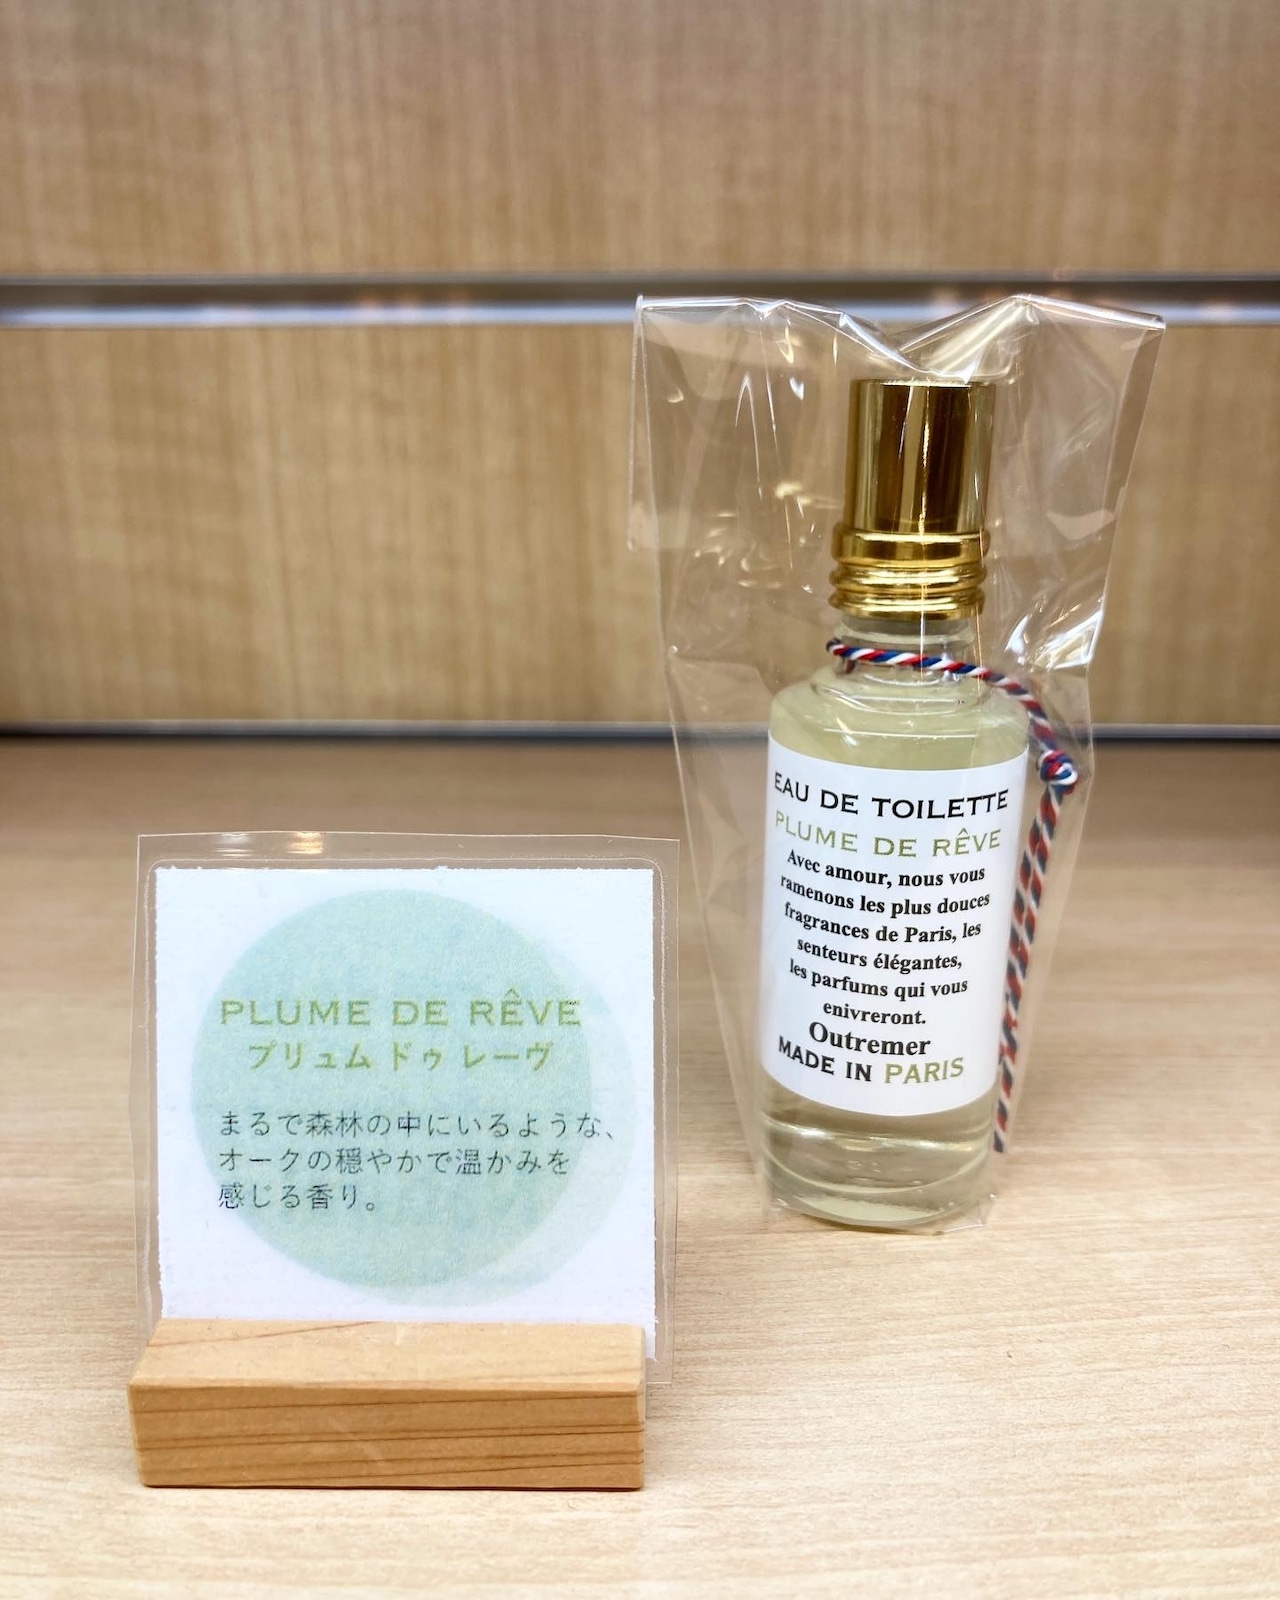 PLUME DE RÊVE
プリュム ドゥ レーヴ
まるで森林の中にいるような、
オークの穏やかで温かみを
感じる香り。
EAU DE TOILETTE
PLUME DE RÊVE
Avec amour, nous vous
ramenons les plus douces
fragrances de Paris, les
senteurs élégantes,
les parfums qui vous
enivreront.
Outremer
MADE IN PARIS